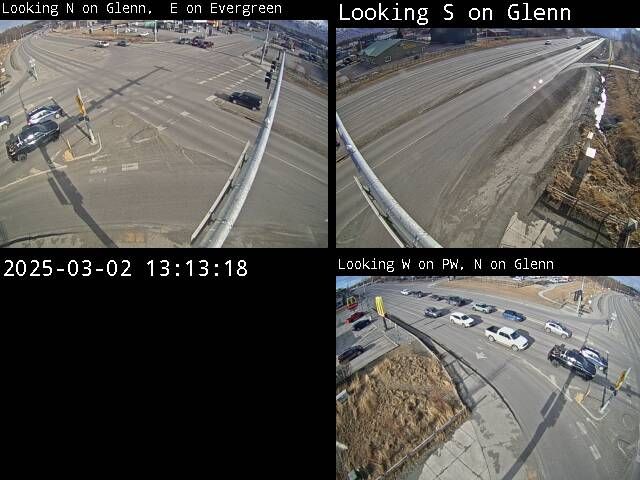 Looking N on Glenn,  E on Evergreen
Looking S on Glenn
2025-03-02 13:13:18
Looking W on PW, N on Glenn